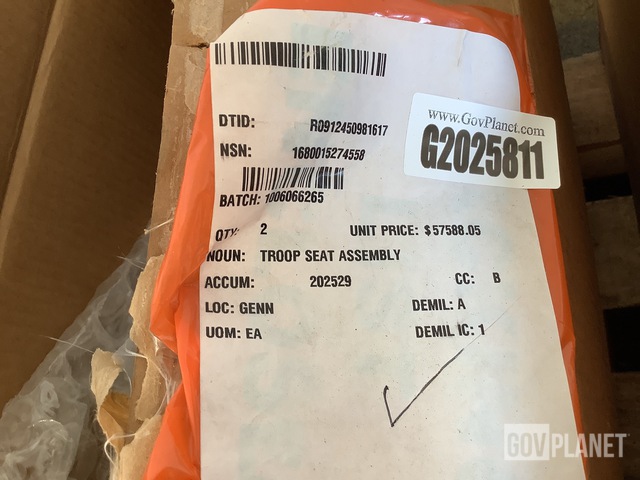 DTID: R0912450981617
NSN: 1680015274558
www.GovPlanet.com
G2025811
BATCH: 1006066265
QTY: 2 UNIT PRICE: $57588.05
NOUN: TROOP SEAT ASSEMBLY
ACCUM: 202529 CC: B
LOC: GENN DEMIL: A
UOM: EA DEMIL IC: 1
GOVPLANET